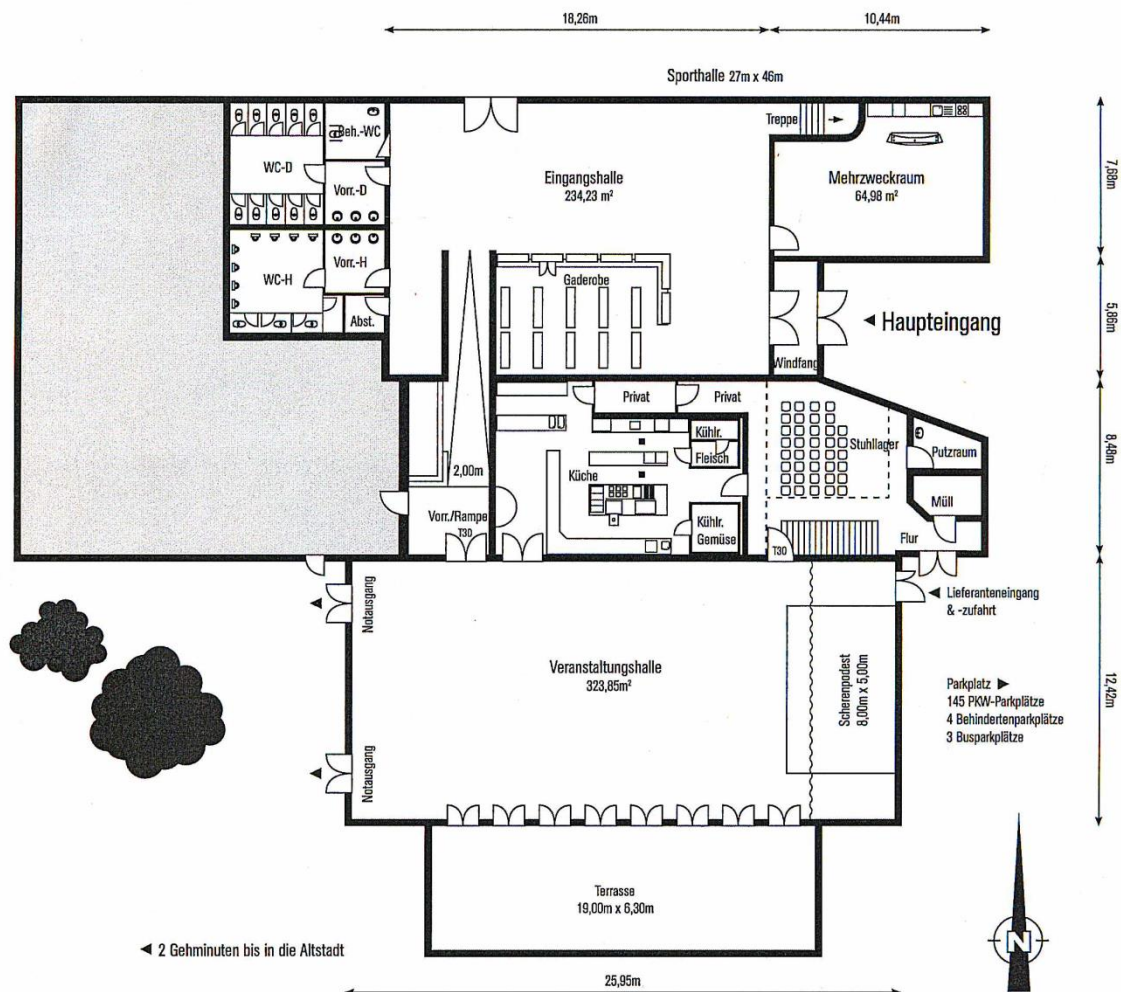 18,26m
10,44m
Sporthalle 27m x 46m
Treppe
Beh.-WC
WC-D
Vorr.-D
Eingangshalle
234,23 m²
Mehrzweckraum
64,98 m²
7,68m
Vorr.-H
WC-H
Abst.
Gaderobe
◄ Haupteingang
5,86m
Windfang
Privat
Privat
Kühlr.
Fleisch
Stuhllager
Putzraum
8,48m
2,00m
Küche
Müll
Vorr./Rampe
T30
Kühlr.
Gemüse
T30
Flur
Notausgang
◄ Lieferanteneingang
& -zufahrt
Veranstaltungshalle
323,85m²
Scherenpodest
8,00m x 5,00m
12,42m
Parkplatz ►
145 PKW-Parkplätze
4 Behindertenparkplätze
3 Busparkplätze
Notausgang
Terrasse
19,00m x 6,30m
N
◄ 2 Gehminuten bis in die Altstadt
25,95m